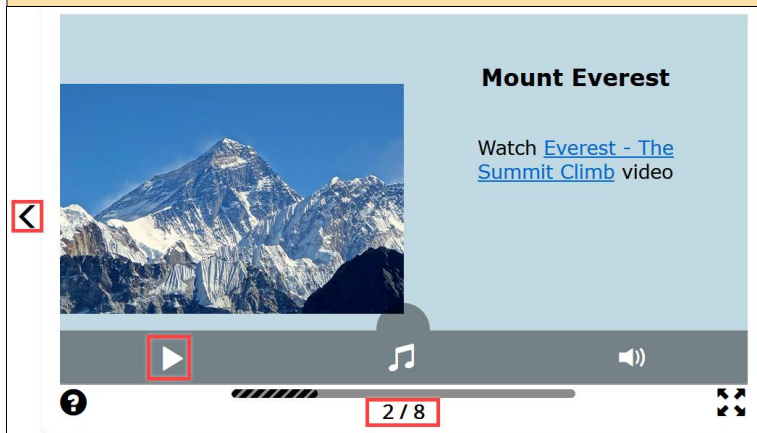 Mount Everest
Watch Everest - The
Summit Climb video
2 / 8